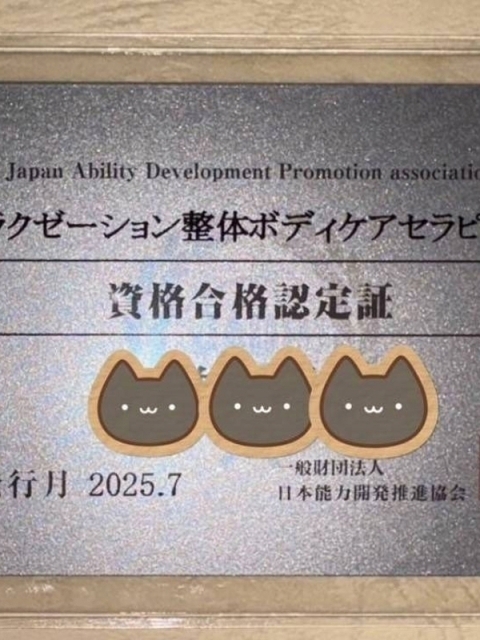 Japan Ability Development Promotion associatio
ラクゼーション整体ボディケアセラピ
資格合格認定証
行月 2025.7
一般財団法人
日本能力開発推進協会